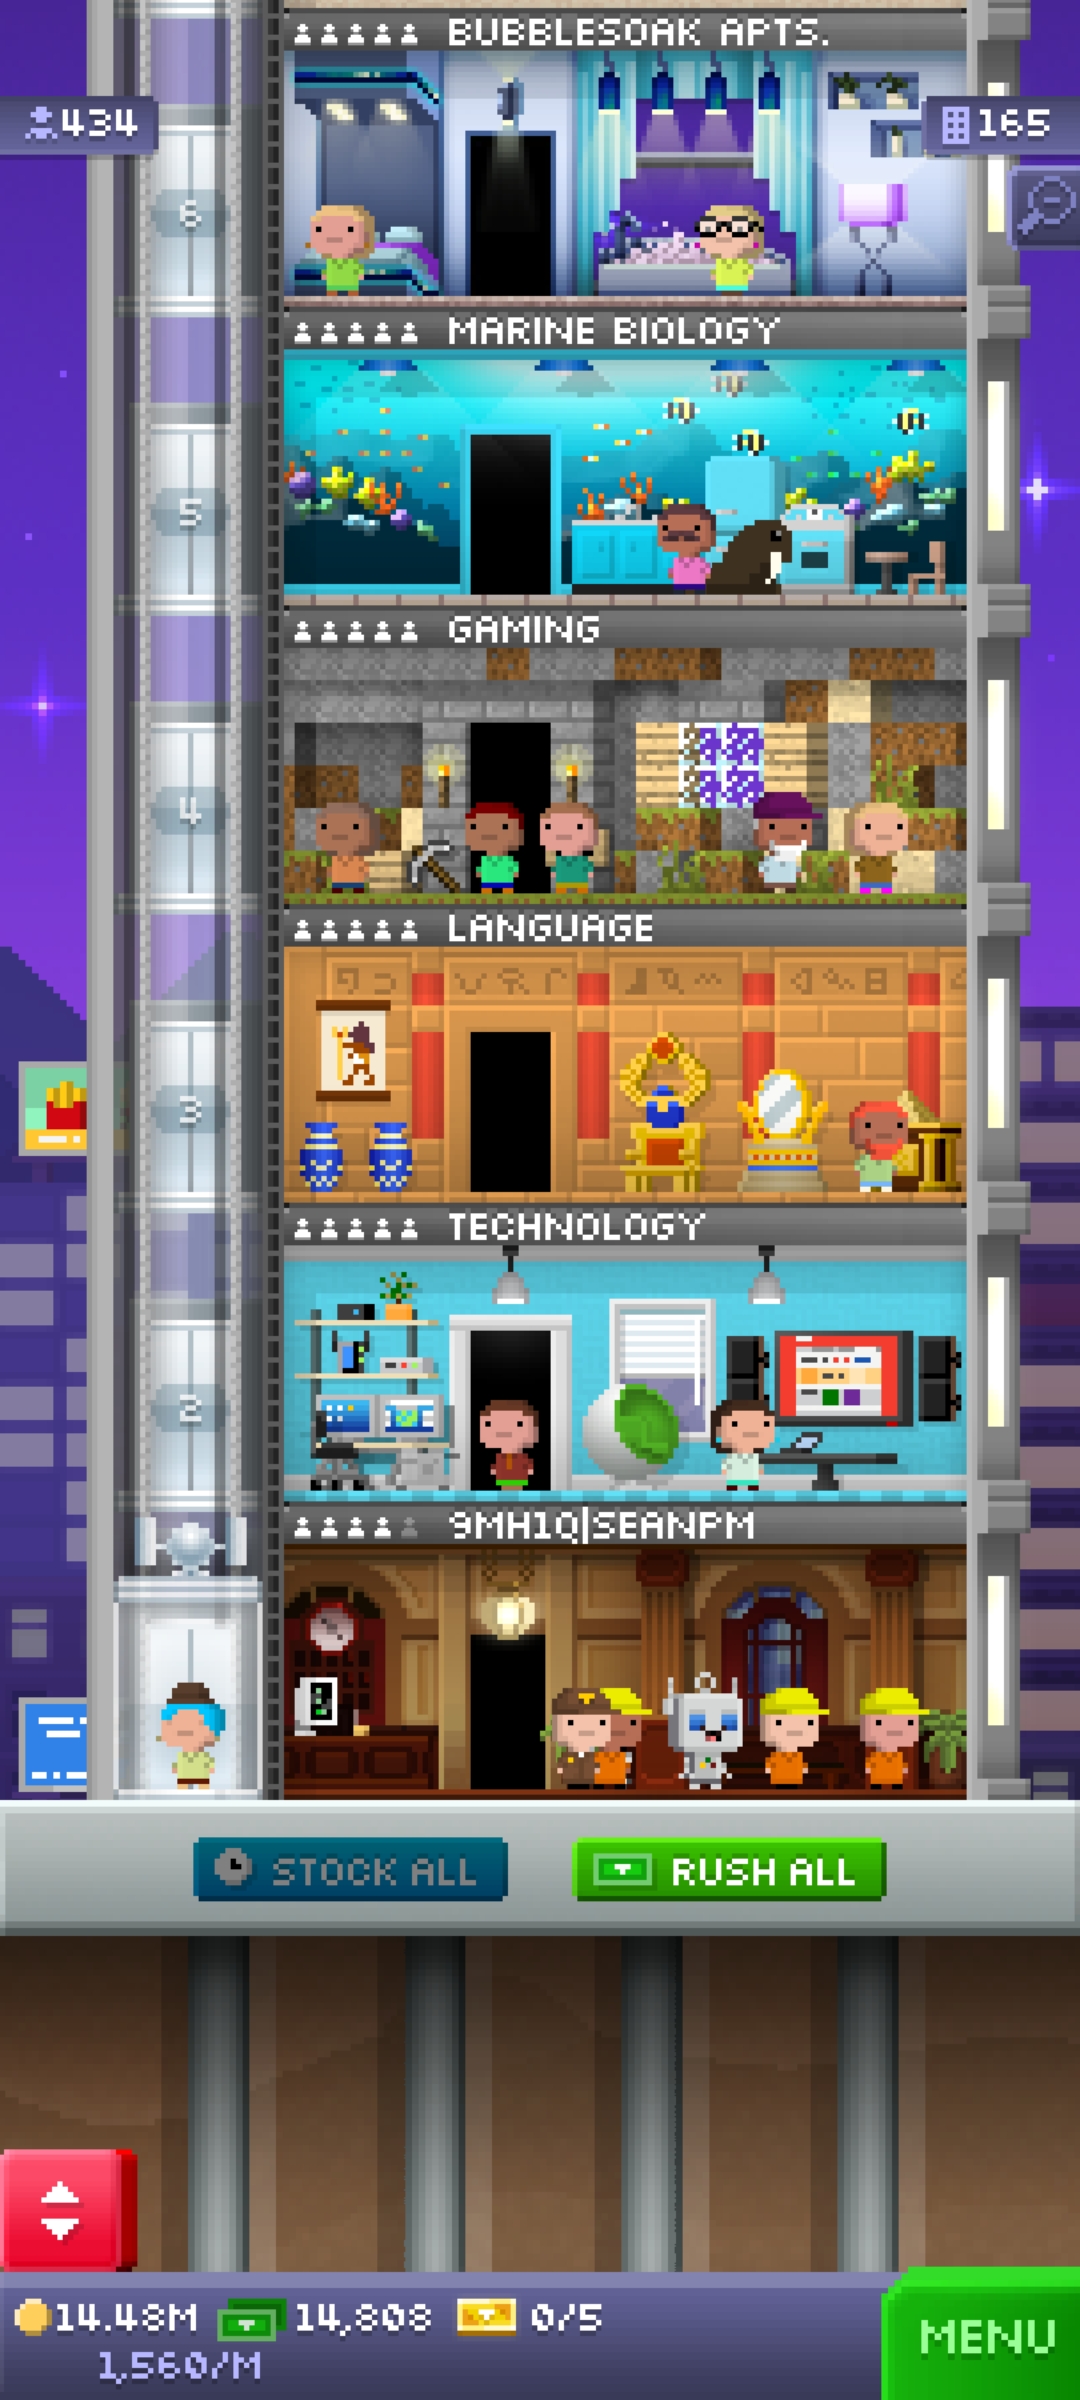 BUBBLESOAK APTS.
434
165
6
MARINE BIOLOGY
5
GAMING
4
LANGUAGE
3
TECHNOLOGY
2
9MH1Q|SEANPM
STOCK ALL
RUSH ALL
14.48M 14,808 0/5
1,560/M
MENU